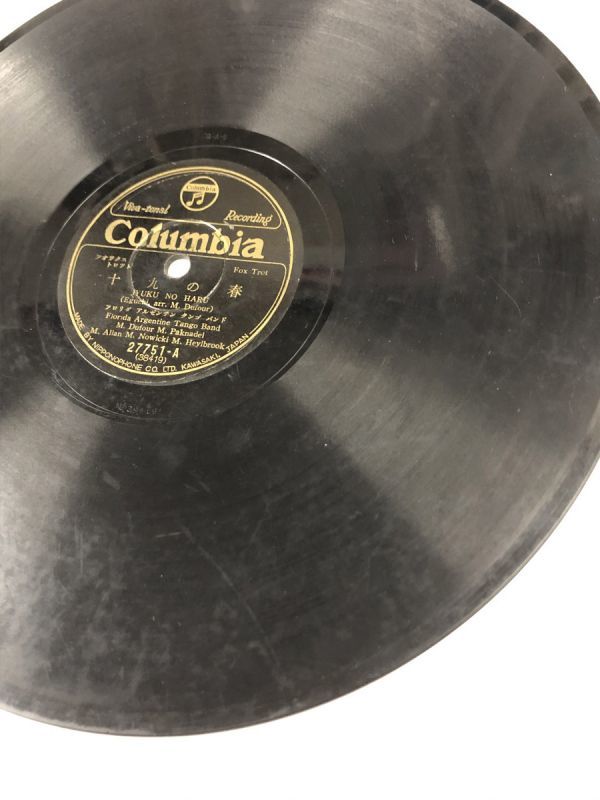 Columbia
Viva-tonal Recording
Columbia
フオツクス
トロツト
Fox Trot
十九の春
JYUKU NO HARU
(Eguchi, arr. M. Dufour)
フロリダ アルゼンチン タンゴ バンド
Florida Argentine Tango Band
M. Dufour M. Paknadel
M. Allan M. Nowicki M. Heylbrook
27751-A
(38419)
MADE BY NIPPONOPHONE CO. LTD. KAWASAKI, JAPAN